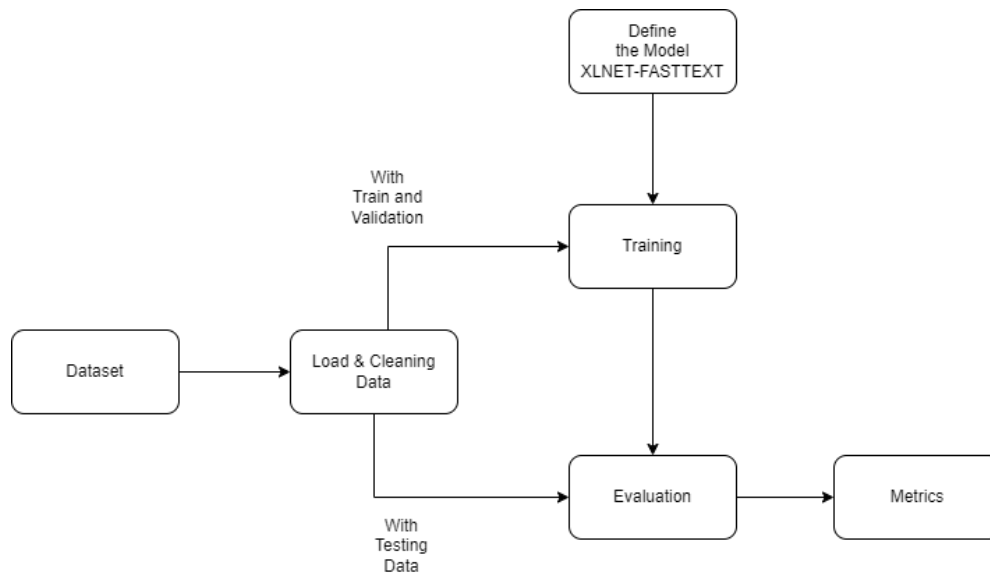 Define
the Model
XLNET-FASTTEXT
With
Train and
Validation
Training
Dataset
Load & Cleaning
Data
Evaluation
Metrics
With
Testing
Data